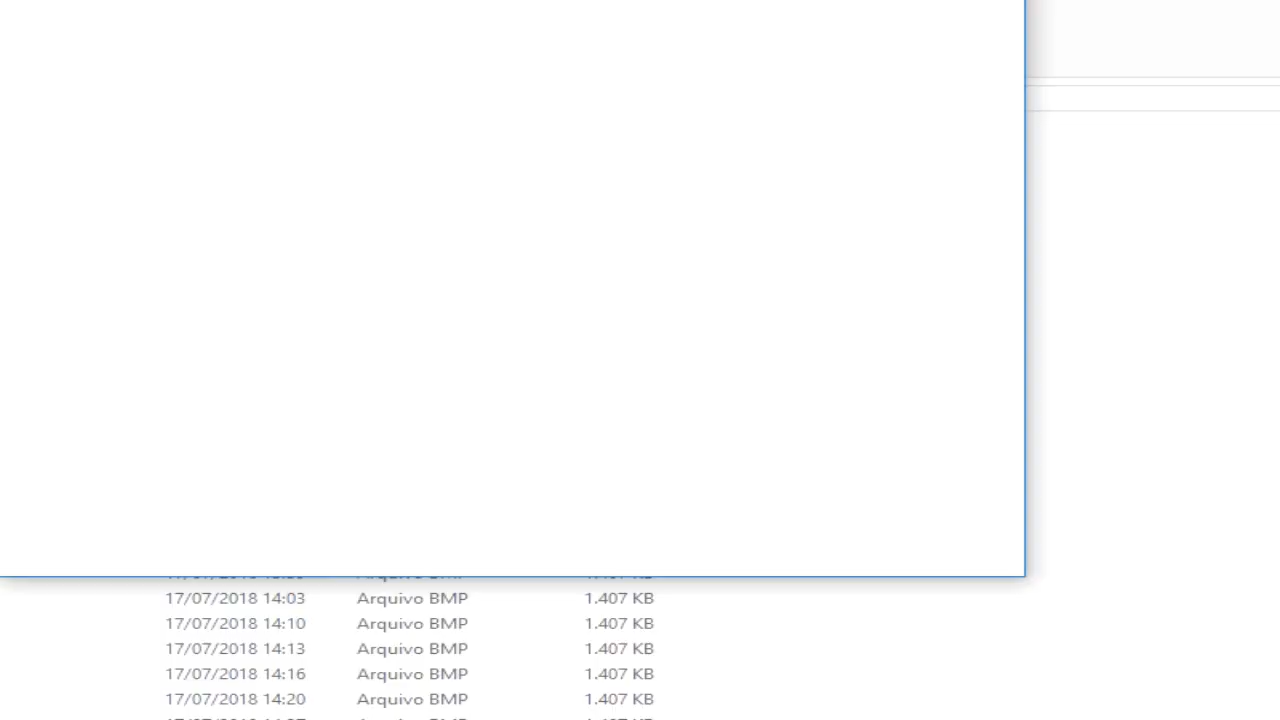 17/07/2018 14:03 Arquivo BMP 1.407 KB
17/07/2018 14:10 Arquivo BMP 1.407 KB
17/07/2018 14:13 Arquivo BMP 1.407 KB
17/07/2018 14:16 Arquivo BMP 1.407 KB
17/07/2018 14:20 Arquivo BMP 1.407 KB